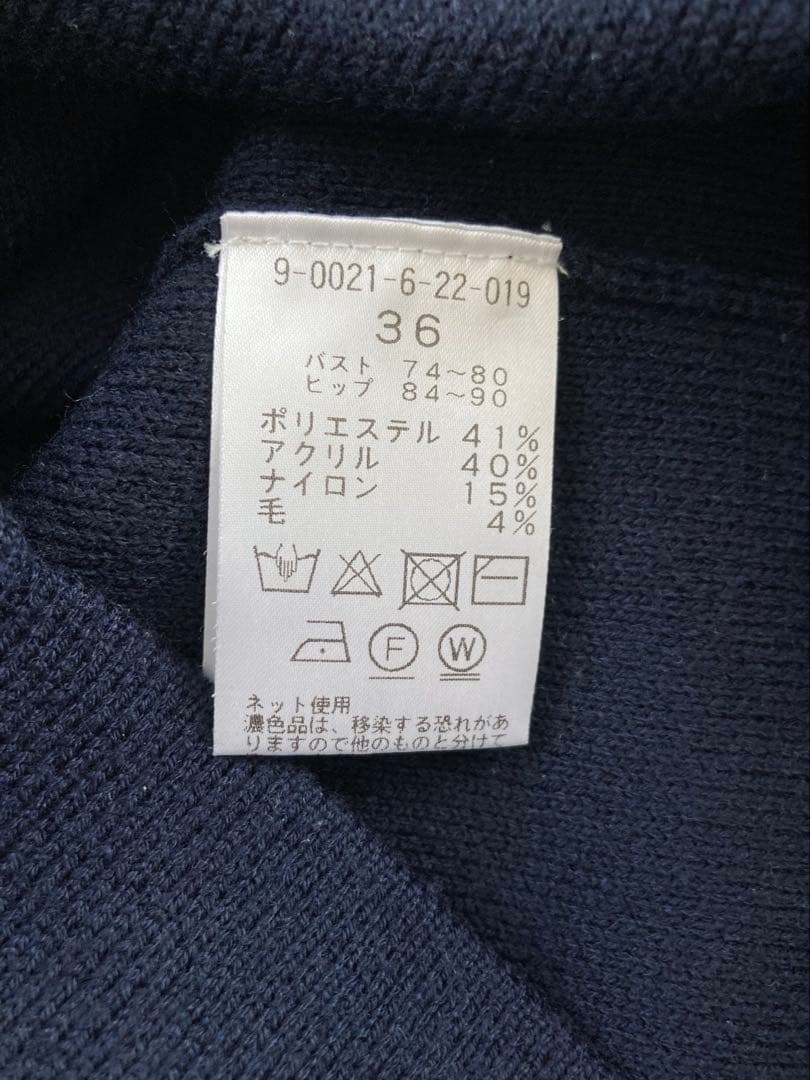 9-0021-6-22-019
36
バスト 74～80
ヒップ 84～90
ポリエステル 41%
アクリル 40%
ナイロン 15%
毛 4%
F W
ネット使用
濃色品は、移染する恐れがあ
りますので他のものと分けて